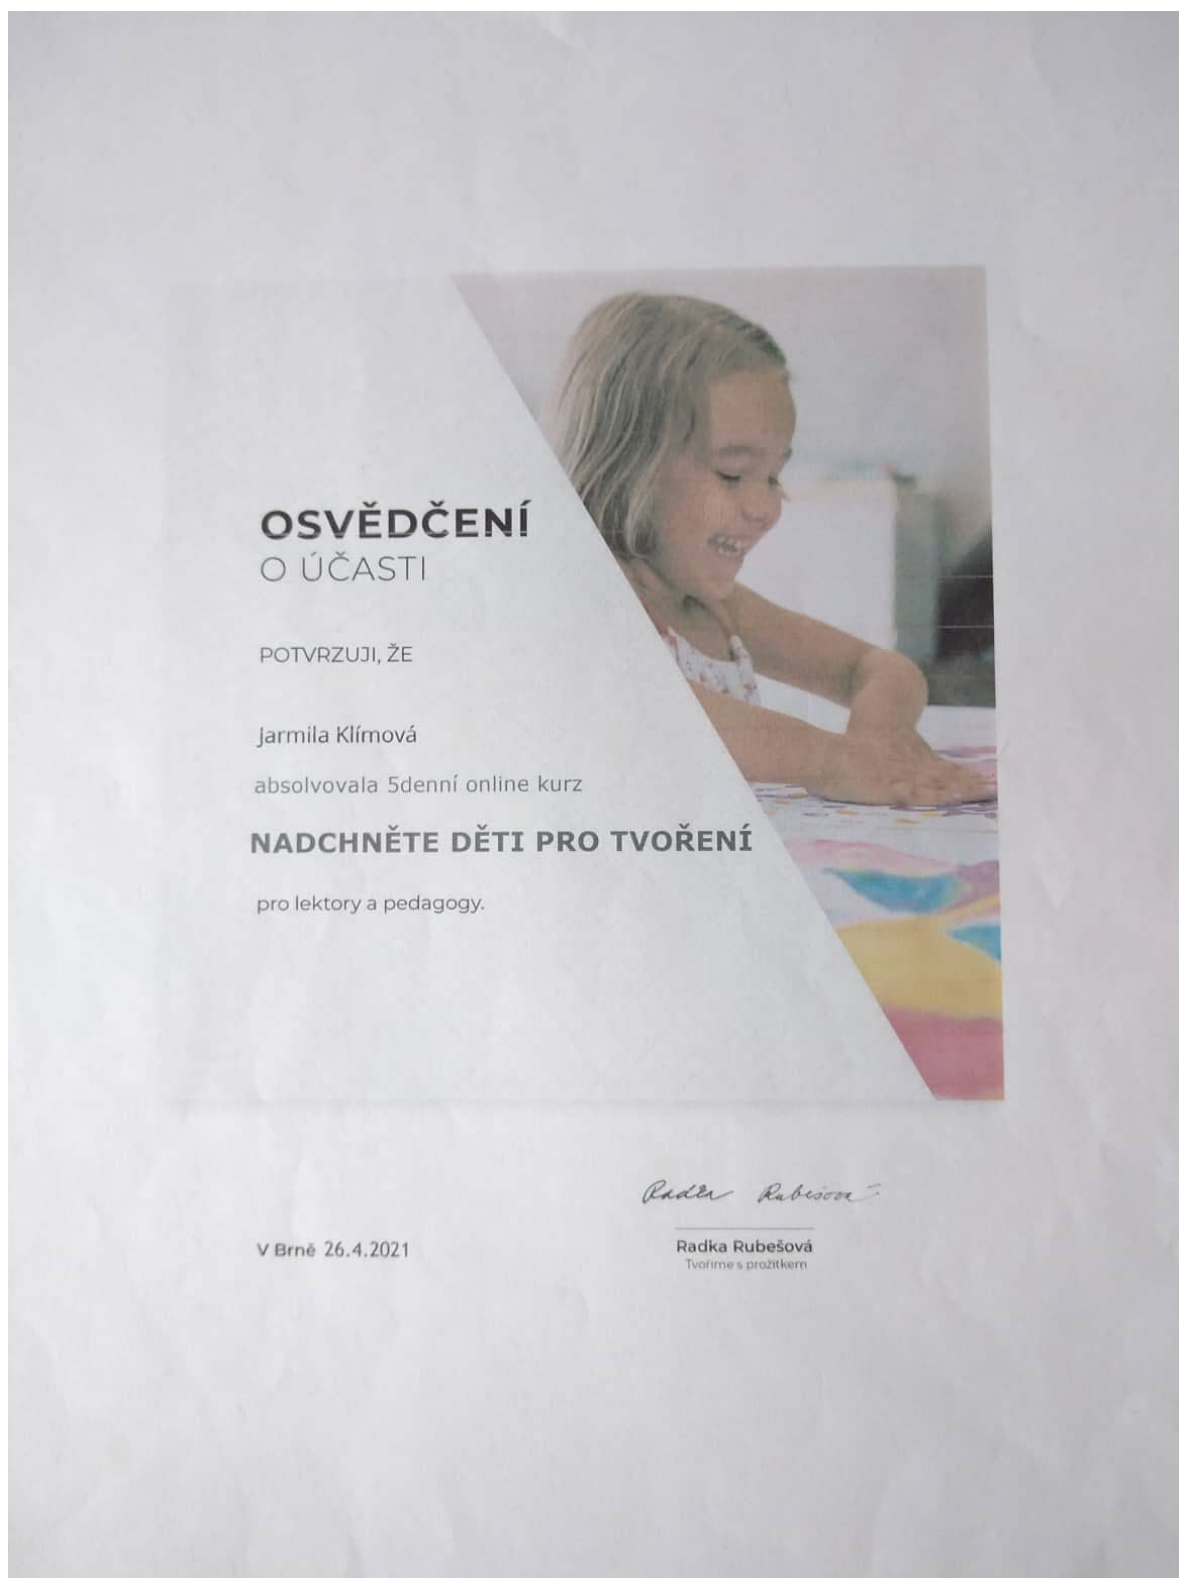 OSVĚDČENÍ
O ÚČASTI
POTVRZUJI, ŽE
Jarmila Klímová
absolvovala 5denní online kurz
NADCHNĚTE DĚTI PRO TVOŘENÍ
pro lektory a pedagogy.
Radka Rubešová
V Brně 26.4.2021
Radka Rubešová
Tvoříme s prožitkem